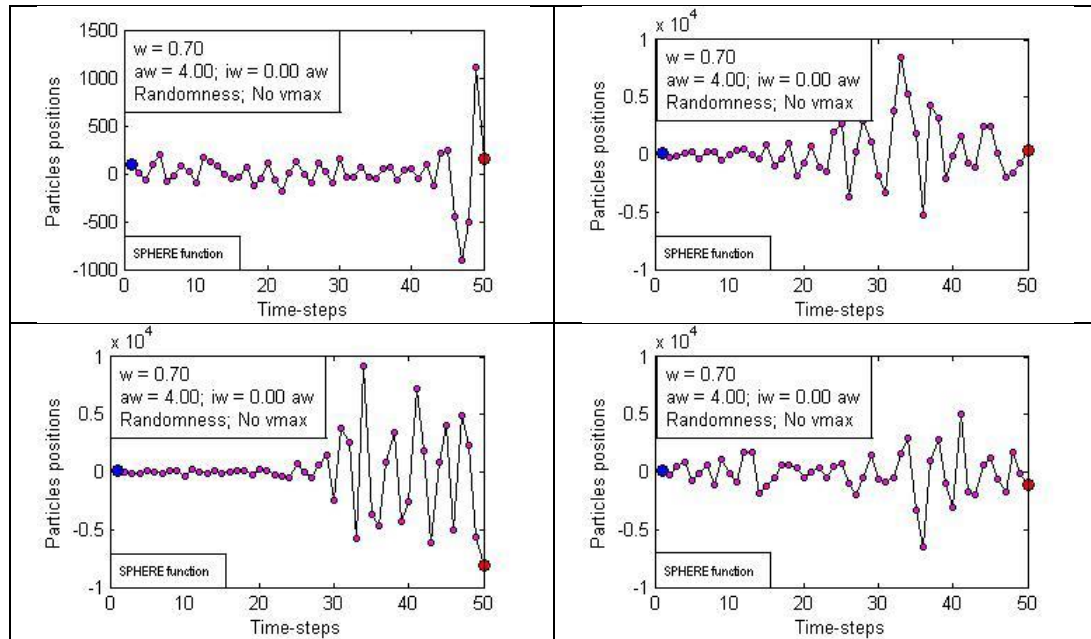 1500
1000
500
0
-500
-1000
Particles positions
w = 0.70
aw = 4.00; iw = 0.00 aw
Randomness; No vmax
SPHERE function
0 10 20 30 40 50
Time-steps
x 10^4
1
0.5
0
-0.5
-1
Particles positions
w = 0.70
aw = 4.00; iw = 0.00 aw
Randomness; No vmax
SPHERE function
0 10 20 30 40 50
Time-steps
x 10^4
1
0.5
0
-0.5
-1
Particles positions
w = 0.70
aw = 4.00; iw = 0.00 aw
Randomness; No vmax
SPHERE function
0 10 20 30 40 50
Time-steps
x 10^4
1
0.5
0
-0.5
-1
Particles positions
w = 0.70
aw = 4.00; iw = 0.00 aw
Randomness; No vmax
SPHERE function
0 10 20 30 40 50
Time-steps